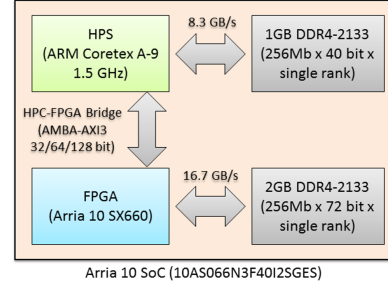 HPS
(ARM Coretex A-9
1.5 GHz)
8.3 GB/s
1GB DDR4-2133
(256Mb x 40 bit x
single rank)
HPC-FPGA Bridge
(AMBA-AXI3
32/64/128 bit)
FPGA
(Arria 10 SX660)
16.7 GB/s
2GB DDR4-2133
(256Mb x 72 bit x
single rank)
Arria 10 SoC (10AS066N3F40I2SGES)